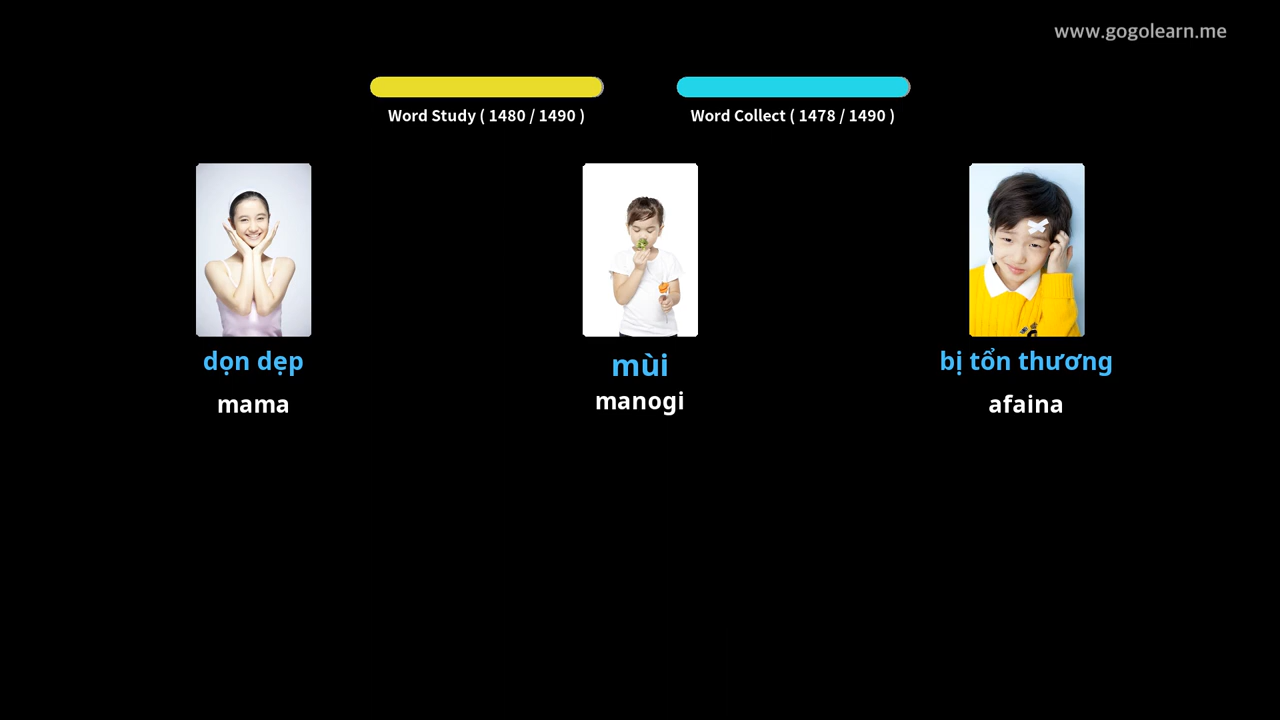 www.gogolearn.me
Word Study ( 1480 / 1490 )
Word Collect ( 1478 / 1490 )
dọn dẹp
mùi
bị tổn thương
mama
manogi
afaina